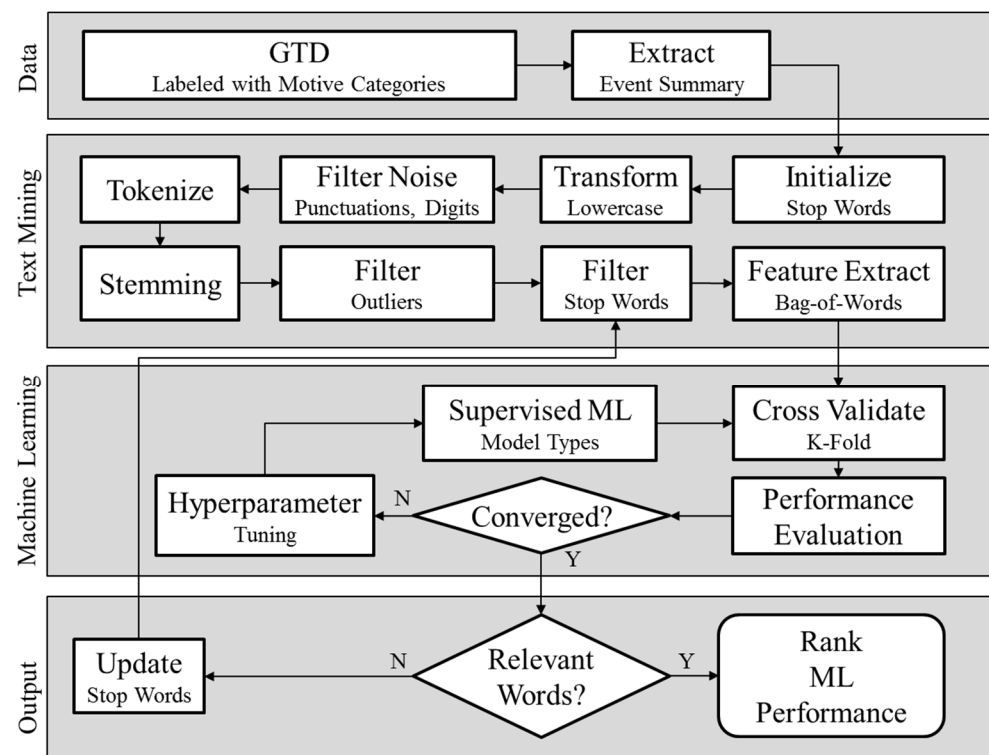 Data
GTD
Labeled with Motive Categories
Extract
Event Summary
Text Mining
Tokenize
Filter Noise
Punctuations, Digits
Transform
Lowercase
Initialize
Stop Words
Stemming
Filter
Outliers
Filter
Stop Words
Feature Extract
Bag-of-Words
Machine Learning
Supervised ML
Model Types
Cross Validate
K-Fold
Hyperparameter
Tuning
N
Converged?
Y
Performance
Evaluation
Output
Update
Stop Words
N
Relevant
Words?
Y
Rank
ML
Performance